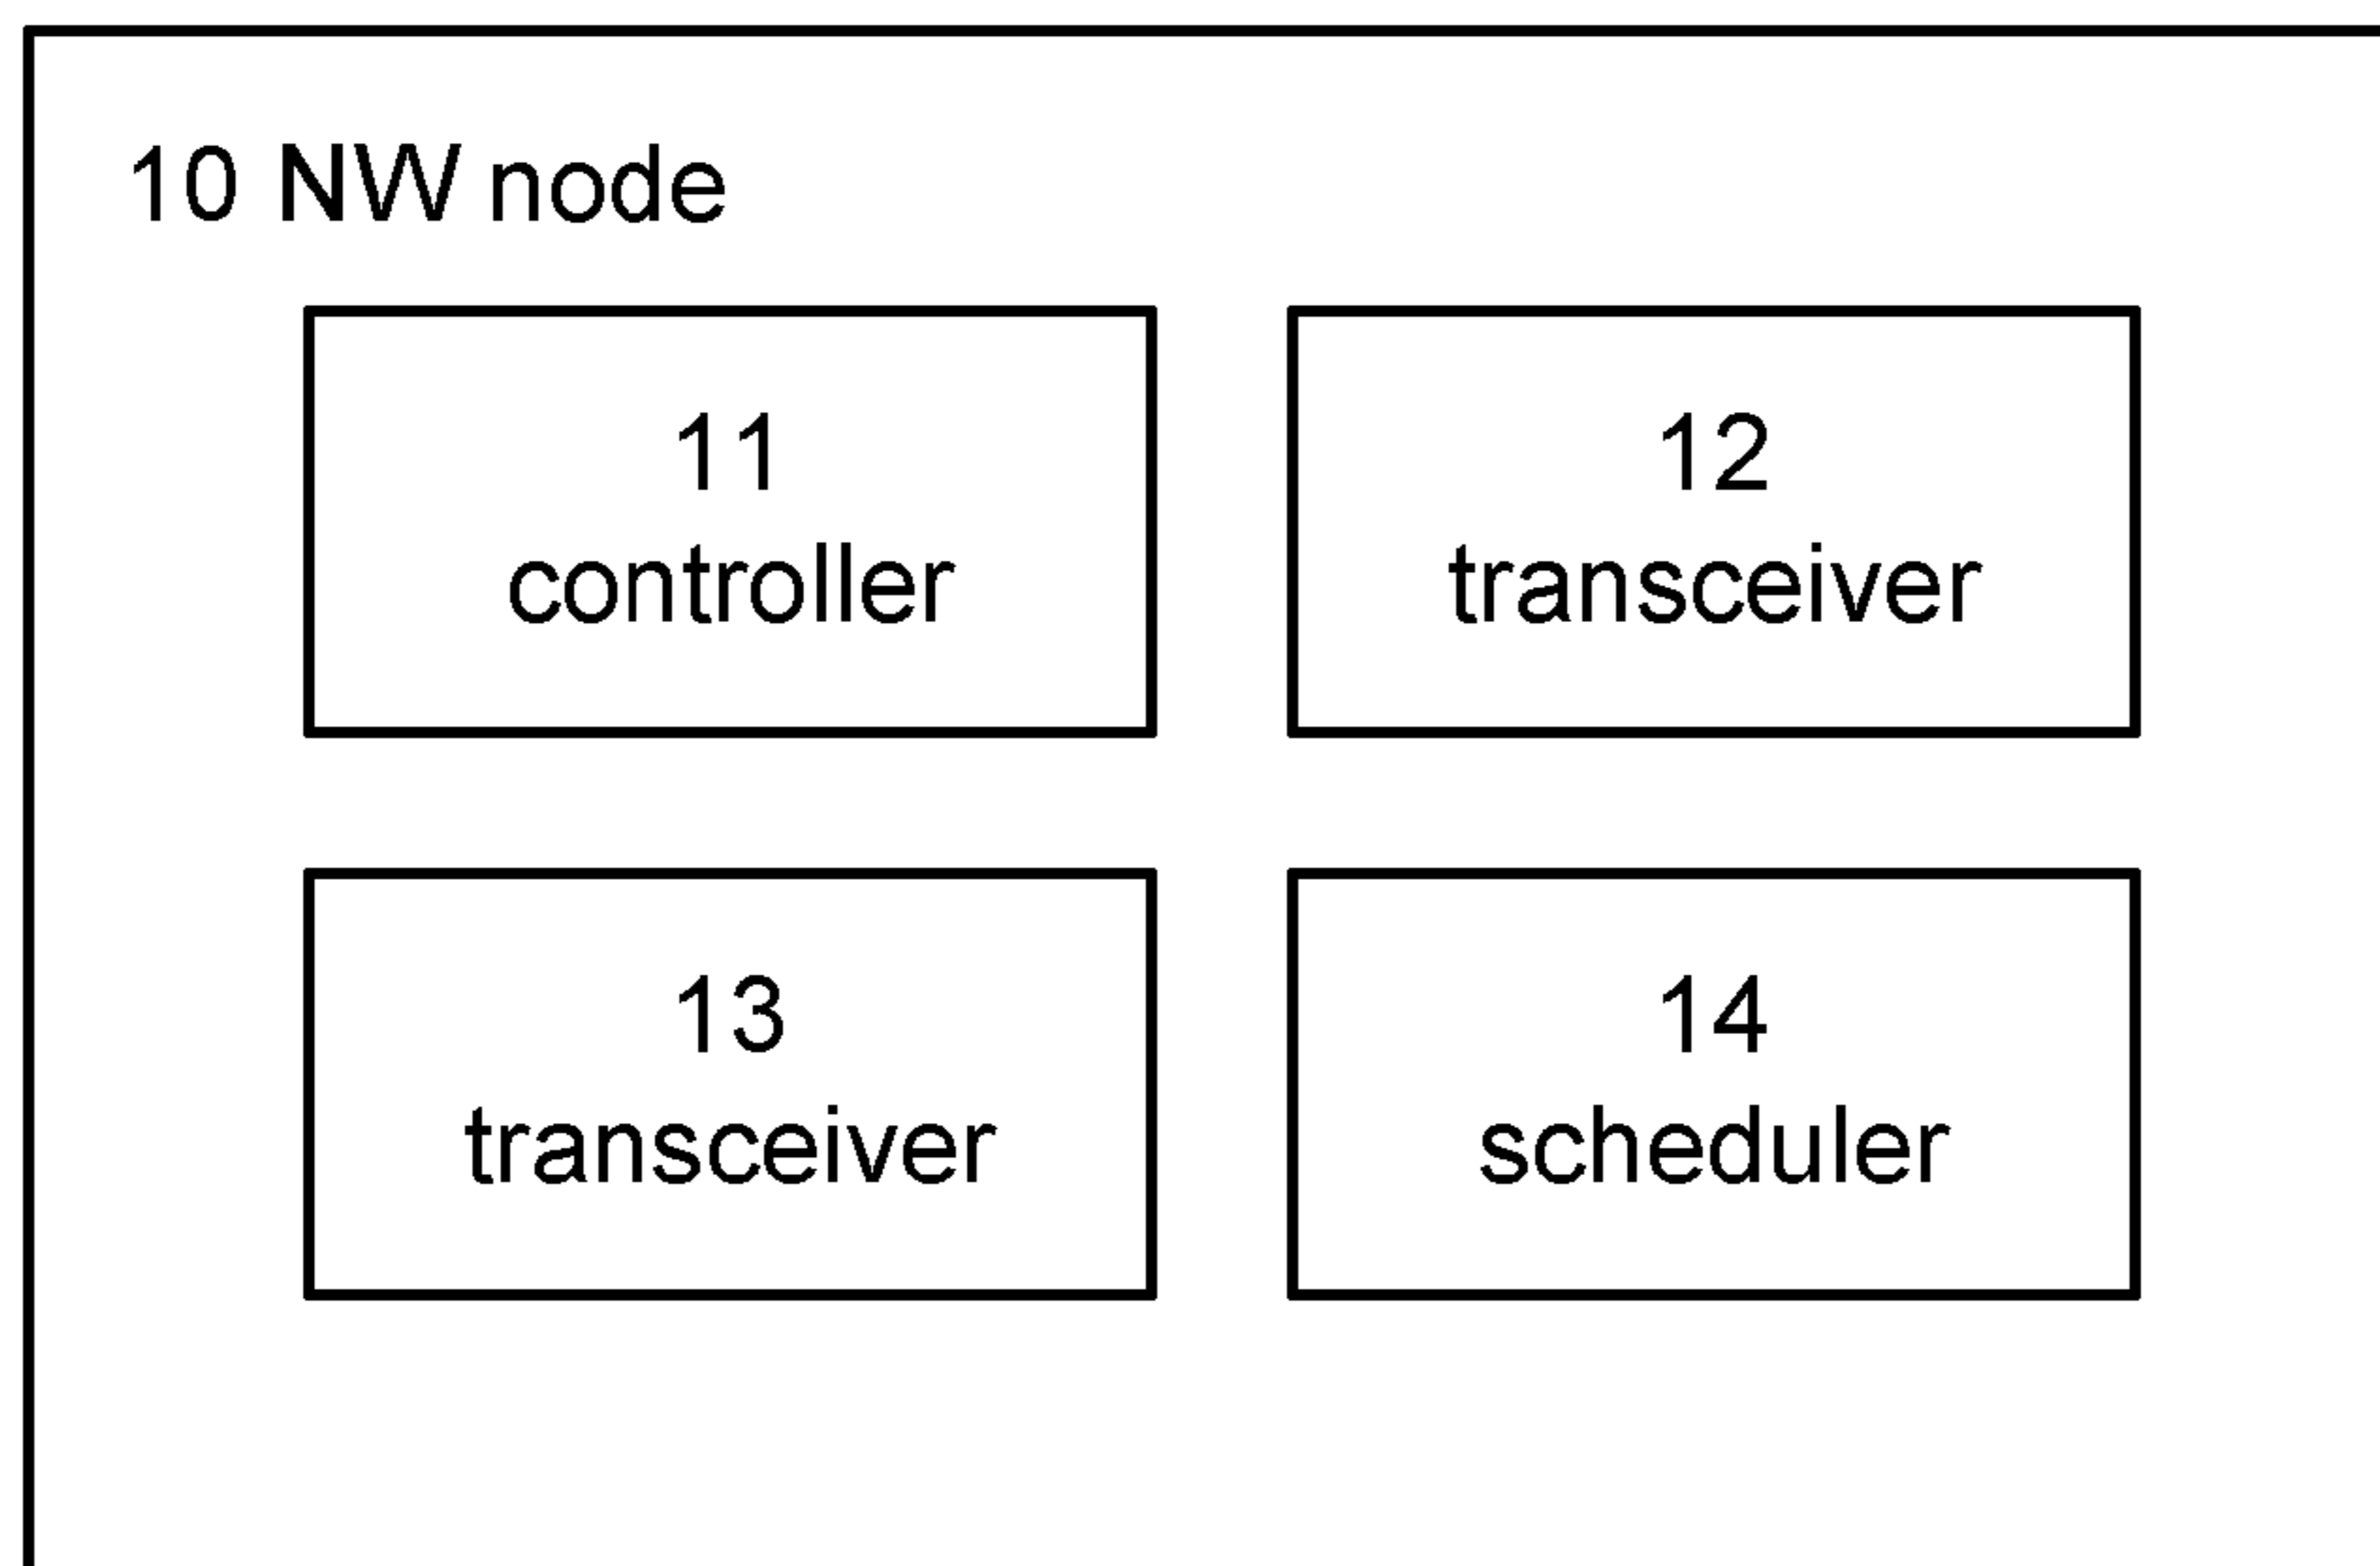 10 NW node
11
controller
12
transceiver
13
transceiver
14
scheduler